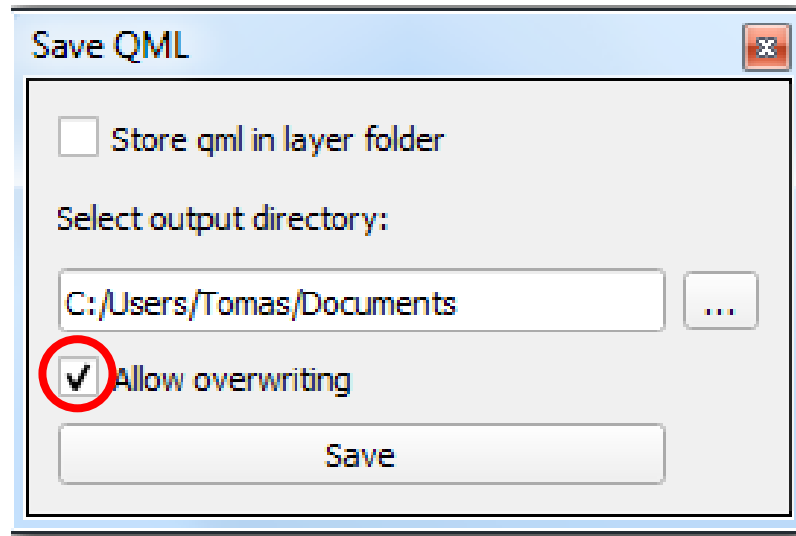 Save QML
Store qml in layer folder
Select output directory:
C:/Users/Tomas/Documents
...
Allow overwriting
Save